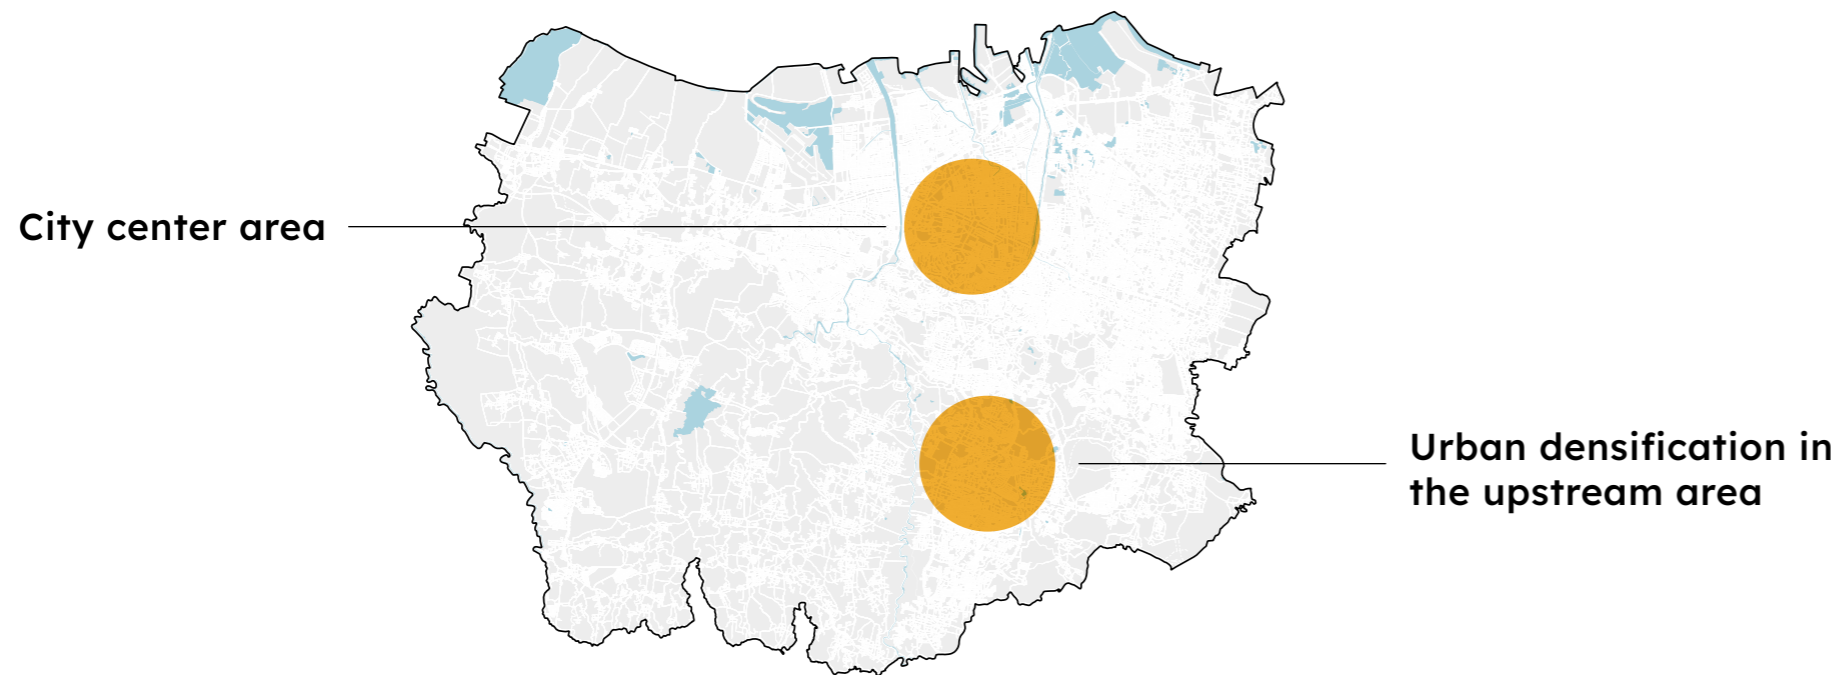 City center area
Urban densification in
the upstream area